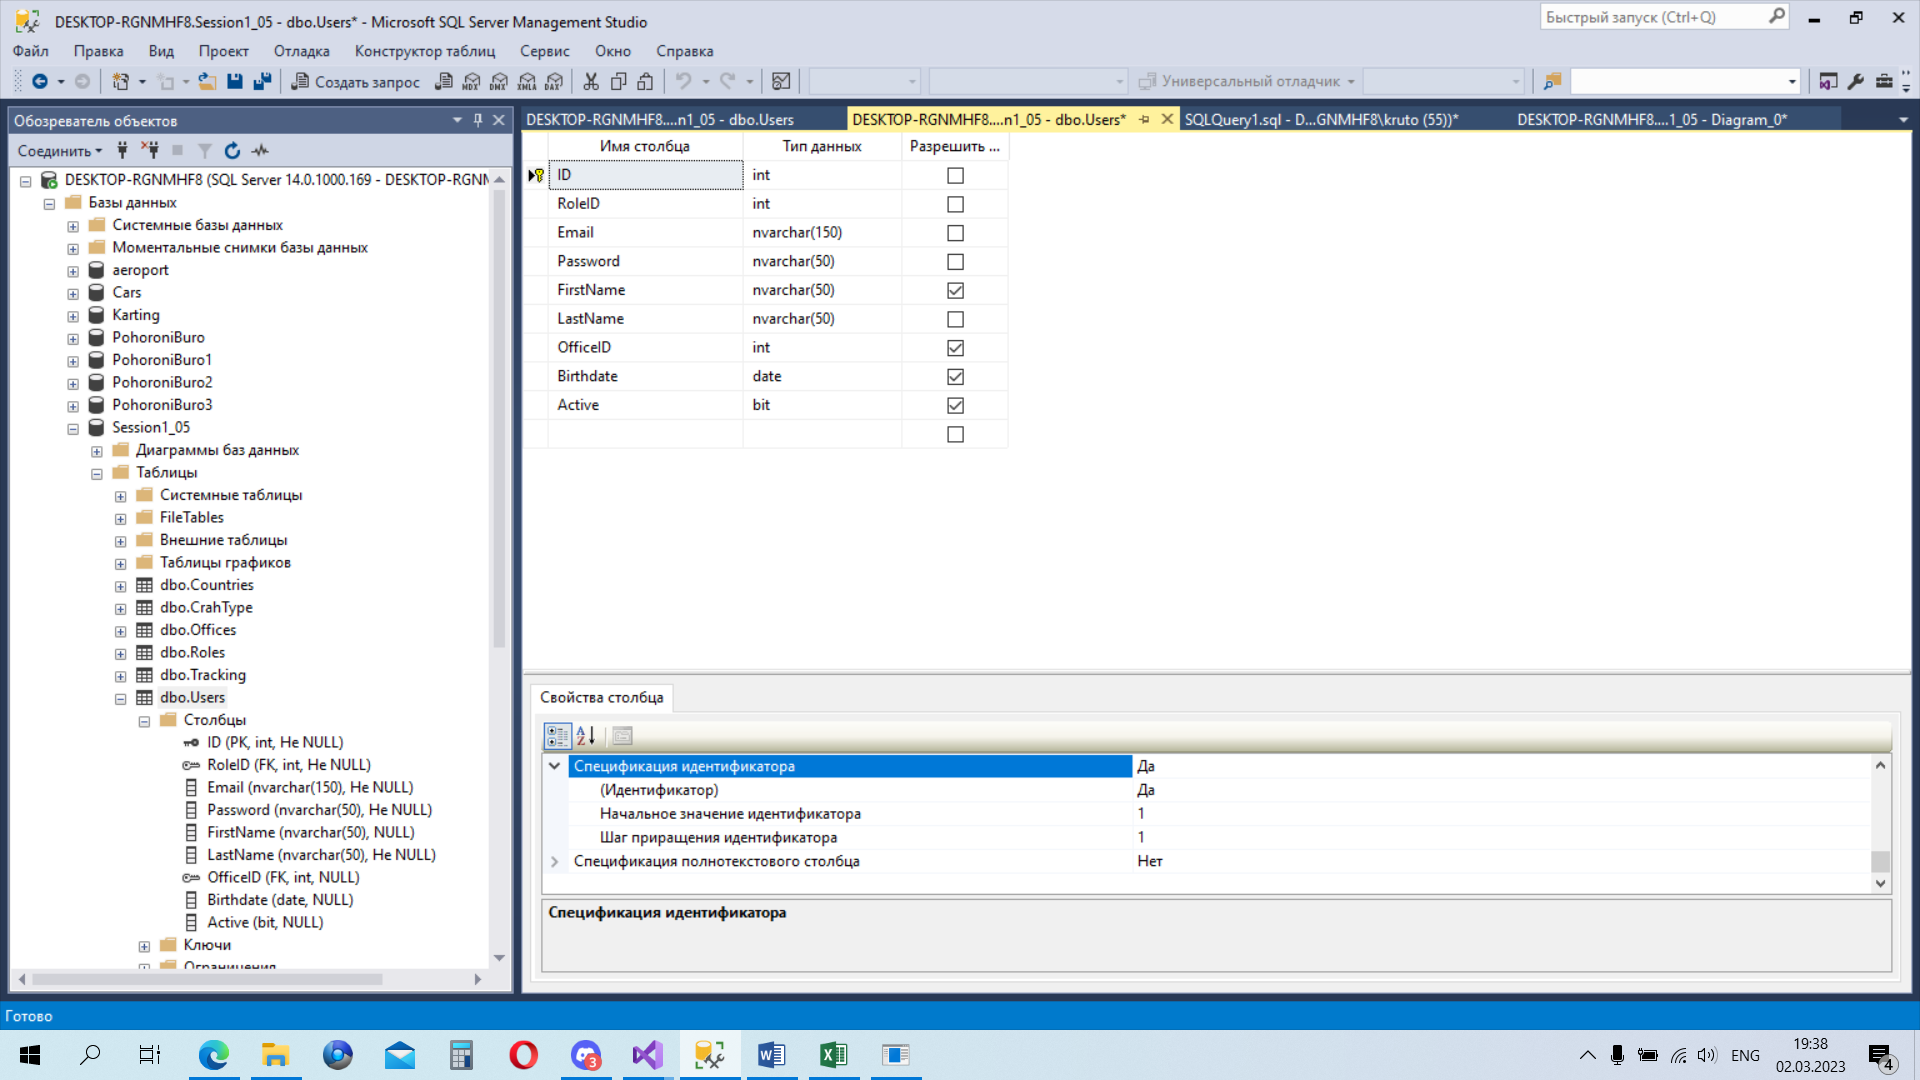 DESKTOP-RGNMHF8.Session1_05 - dbo.Users* - Microsoft SQL Server Management Studio
Быстрый запуск (Ctrl+Q)
Файл Правка Вид Проект Отладка Конструктор таблиц Сервис Окно Справка
Создать запрос MDX DMX XMLA DAX Универсальный отладчик
Обозреватель объектов
DESKTOP-RGNMHF8....n1_05 - dbo.Users
DESKTOP-RGNMHF8....n1_05 - dbo.Users*
SQLQuery1.sql - D...GNMHF8\kruto (55))*
DESKTOP-RGNMHF8....1_05 - Diagram_0*
Соединить
DESKTOP-RGNMHF8 (SQL Server 14.0.1000.169 - DESKTOP-RGNM
Базы данных
Системные базы данных
Моментальные снимки базы данных
aeroport
Cars
Karting
PohoroniBuro
PohoroniBuro1
PohoroniBuro2
PohoroniBuro3
Session1_05
Диаграммы баз данных
Таблицы
Системные таблицы
FileTables
Внешние таблицы
Таблицы графиков
dbo.Countries
dbo.CrahType
dbo.Offices
dbo.Roles
dbo.Tracking
dbo.Users
Столбцы
ID (PK, int, Не NULL)
RoleID (FK, int, Не NULL)
Email (nvarchar(150), Не NULL)
Password (nvarchar(50), Не NULL)
FirstName (nvarchar(50), NULL)
LastName (nvarchar(50), Не NULL)
OfficeID (FK, int, NULL)
Birthdate (date, NULL)
Active (bit, NULL)
Ключи
Ограничения
Имя столбца Тип данных Разрешить ...
ID int
RoleID int
Email nvarchar(150)
Password nvarchar(50)
FirstName nvarchar(50)
LastName nvarchar(50)
OfficeID int
Birthdate date
Active bit
Свойства столбца
Спецификация идентификатора Да
(Идентификатор) Да
Начальное значение идентификатора 1
Шаг приращения идентификатора 1
Спецификация полнотекстового столбца Нет
Спецификация идентификатора
Готово
3
ENG
19:38
02.03.2023
4